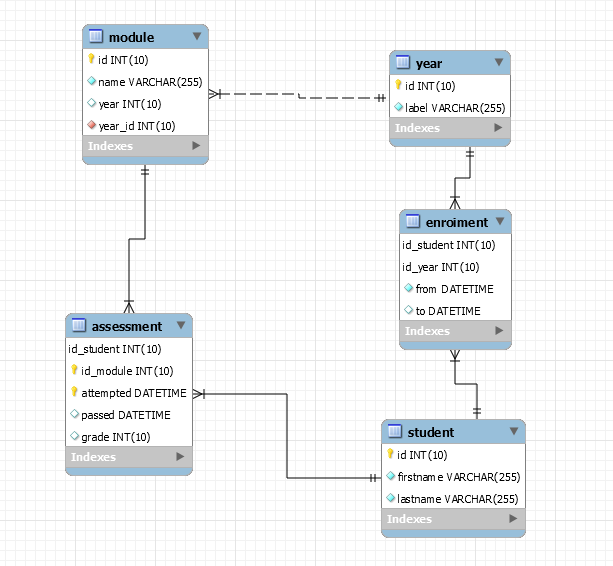 module
id INT(10)
name VARCHAR(255)
year INT(10)
year_id INT(10)
Indexes
year
id INT(10)
label VARCHAR(255)
Indexes
enroiment
id_student INT(10)
id_year INT(10)
from DATETIME
to DATETIME
Indexes
assessment
id_student INT(10)
id_module INT(10)
attempted DATETIME
passed DATETIME
grade INT(10)
Indexes
student
id INT(10)
firstname VARCHAR(255)
lastname VARCHAR(255)
Indexes